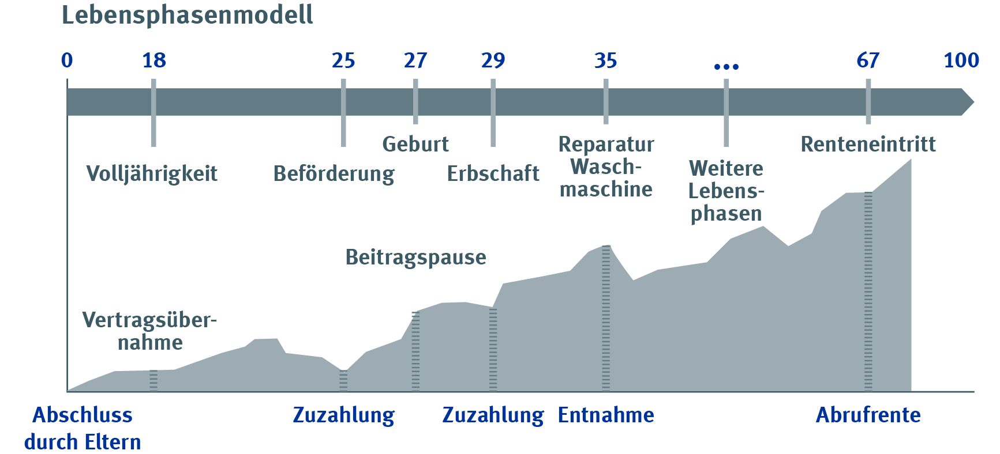 Lebensphasenmodell
0 18 25 27 29 35 ... 67 100
Geburt
Reparatur
Wasch-
maschine
Renteneintritt
Volljährigkeit
Beförderung
Erbschaft
Weitere
Lebens-
phasen
Beitragspause
Vertragsüber-
nahme
Abschluss
durch Eltern
Zuzahlung
Zuzahlung
Entnahme
Abrufrente